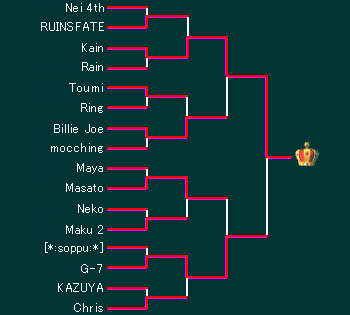 Nei 4th
RUINSFATE
Kain
Rain
Toumi
Ring
Billie Joe
mocching
Maya
Masato
Neko
Maku 2
[*:soppu:*]
G-7
KAZUYA
Chris